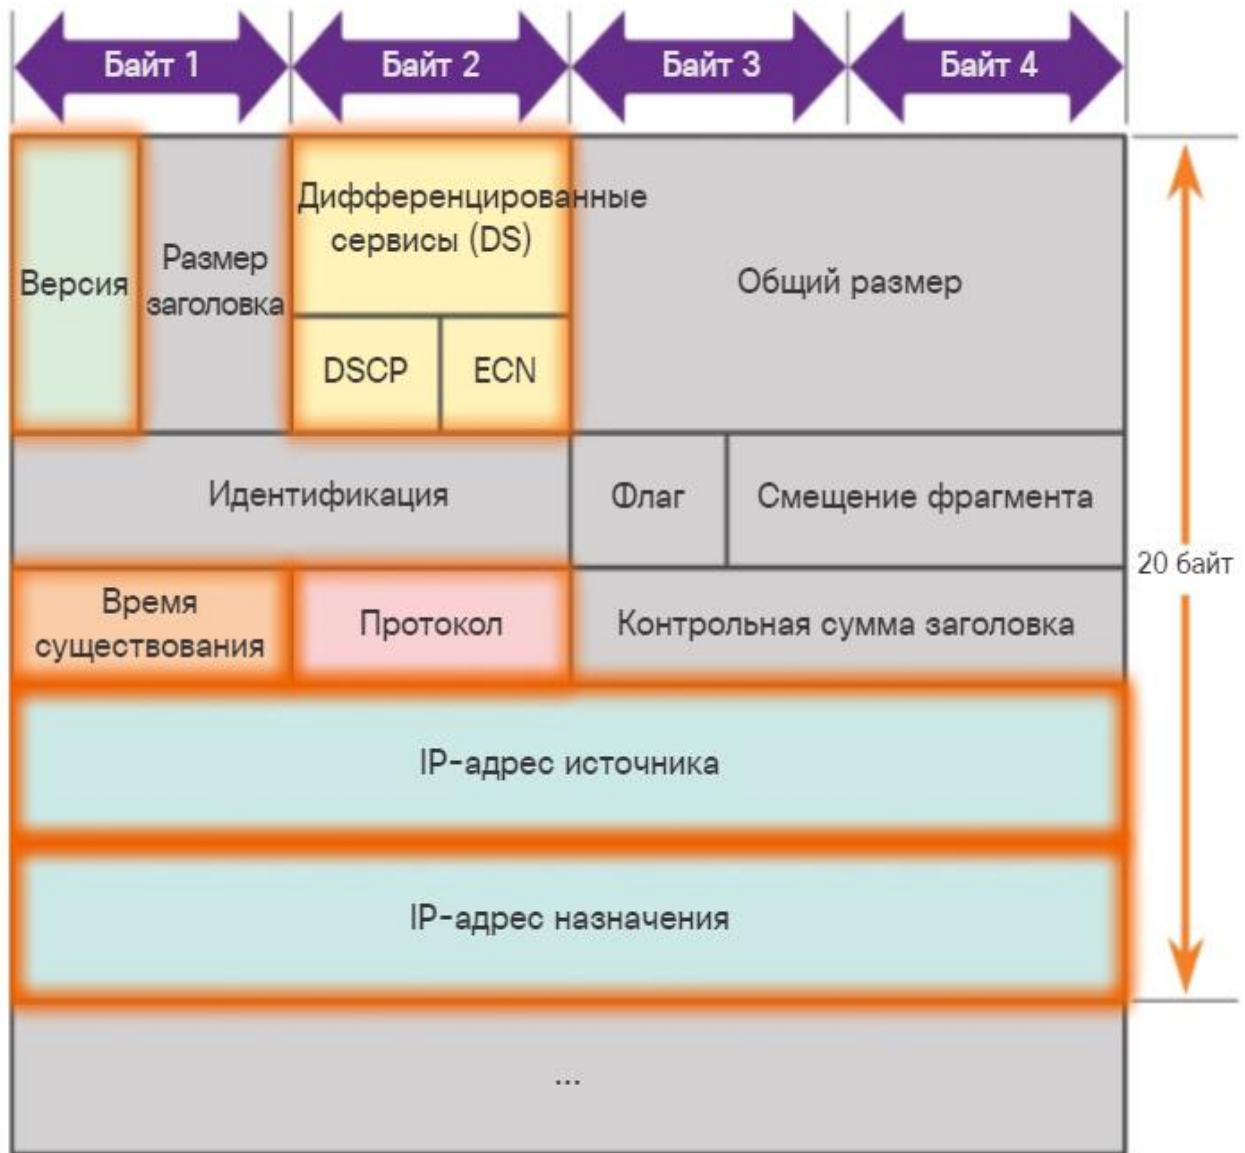 Байт 1
Байт 2
Байт 3
Байт 4
Версия
Размер
заголовка
Дифференцированные
сервисы (DS)
DSCP
ECN
Общий размер
Идентификация
Флаг
Смещение фрагмента
20 байт
Время
существования
Протокол
Контрольная сумма заголовка
IP-адрес источника
IP-адрес назначения
...